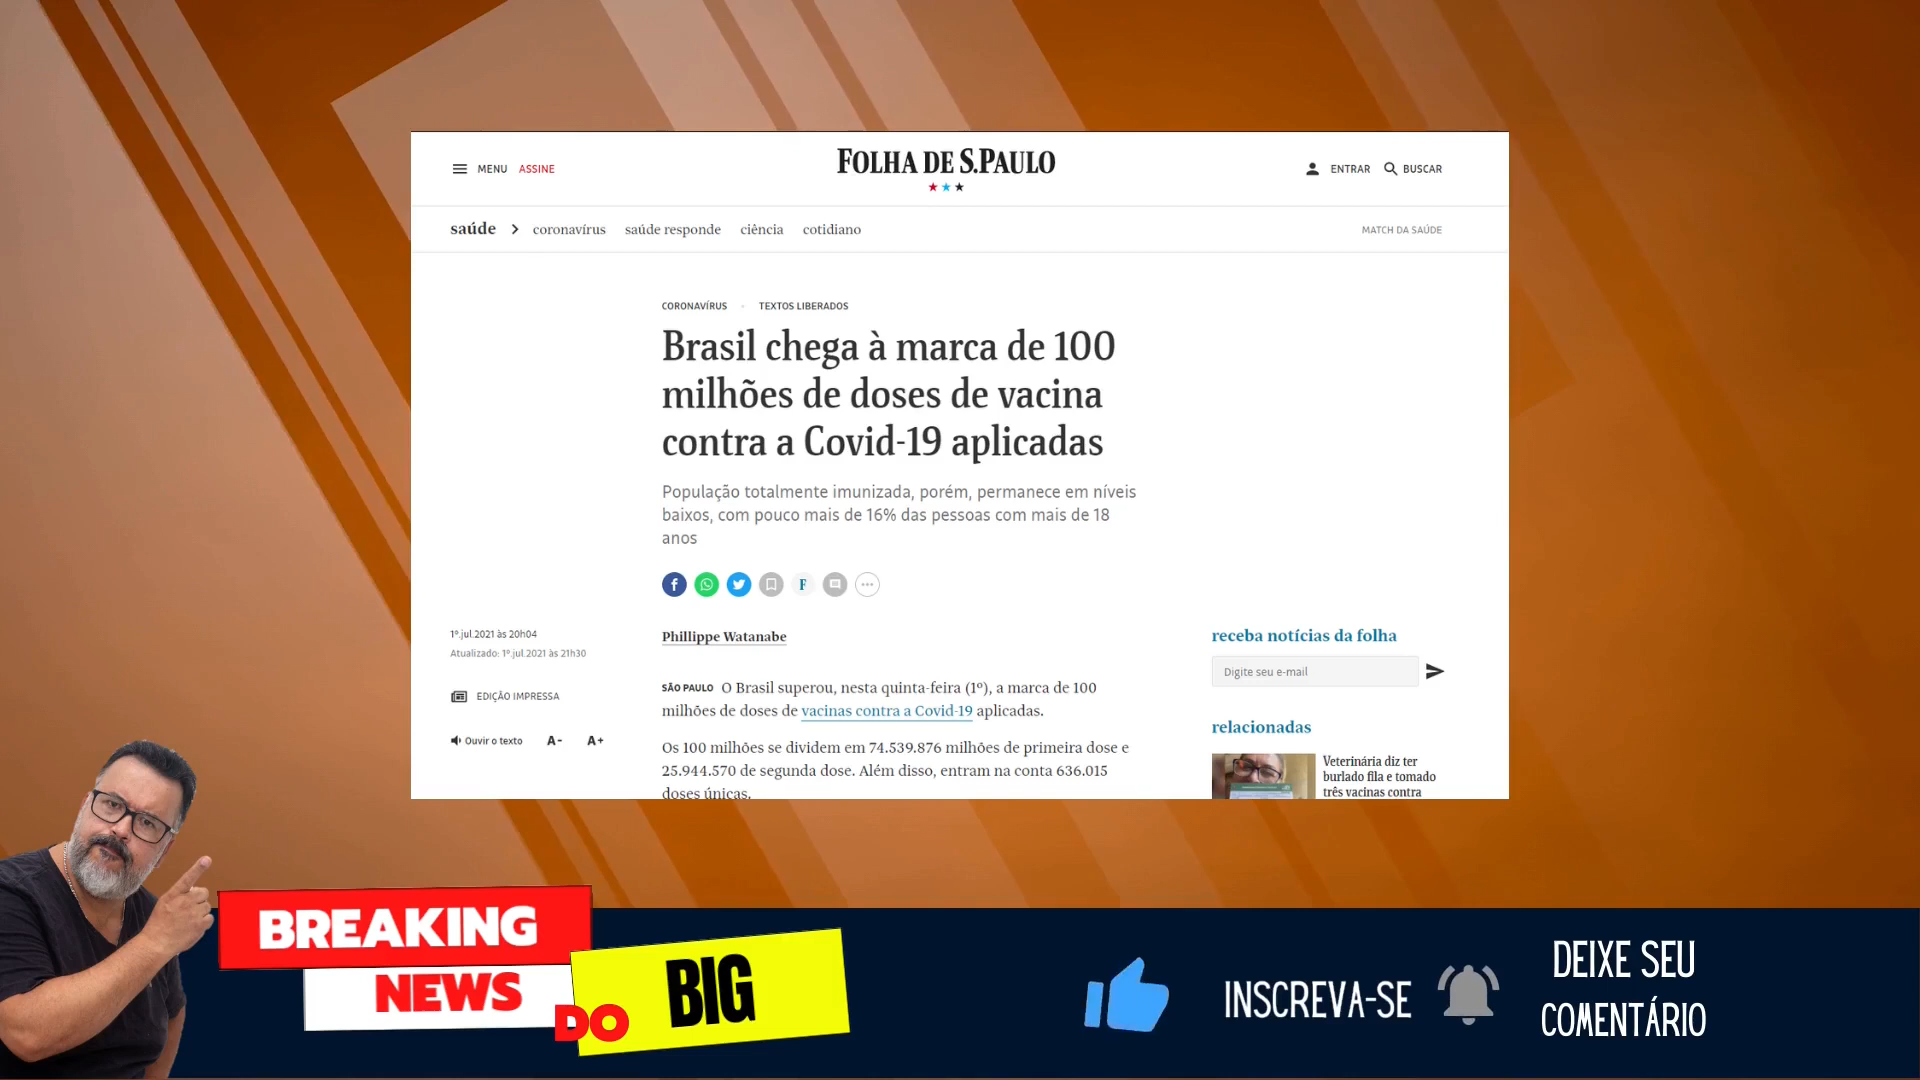 MENU ASSINE
FOLHA DE S.PAULO
ENTRAR BUSCAR
saúde > coronavírus saúde responde ciência cotidiano
MATCH DA SAÚDE
CORONAVÍRUS · TEXTOS LIBERADOS
Brasil chega à marca de 100
milhões de doses de vacina
contra a Covid-19 aplicadas
População totalmente imunizada, porém, permanece em níveis
baixos, com pouco mais de 16% das pessoas com mais de 18
anos
F
1º.jul.2021 às 20h04
Atualizado: 1º.jul.2021 às 21h30
EDIÇÃO IMPRESSA
Ouvir o texto A- A+
Phillippe Watanabe
SÃO PAULO O Brasil superou, nesta quinta-feira (1º), a marca de 100
milhões de doses de vacinas contra a Covid-19 aplicadas.
Os 100 milhões se dividem em 74.539.876 milhões de primeira dose e
25.944.570 de segunda dose. Além disso, entram na conta 636.015
doses únicas.
receba notícias da folha
Digite seu e-mail
relacionadas
Veterinária diz ter
burlado fila e tomado
três vacinas contra
BREAKING
NEWS
DO
BIG
INSCREVA-SE
DEIXE SEU
COMENTÁRIO